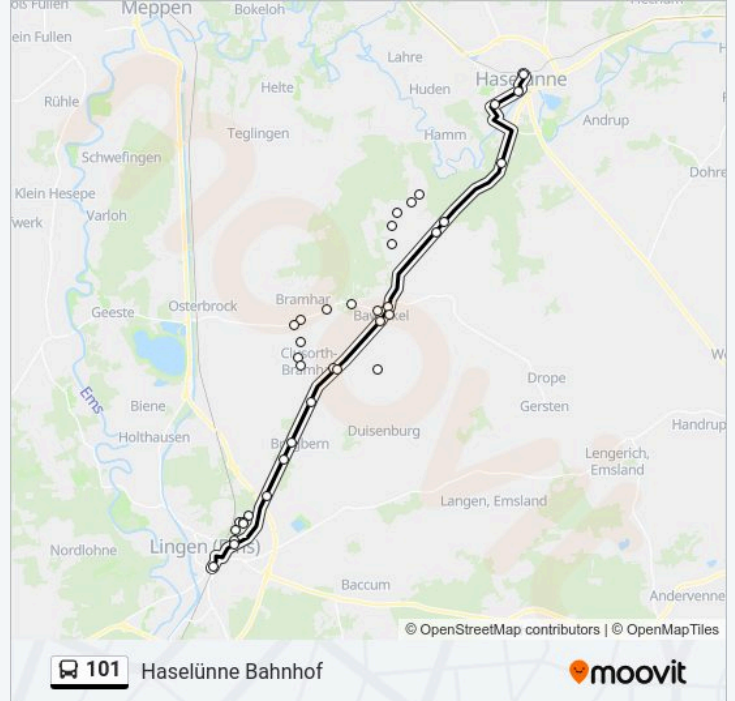 Meppen
Bokeloh
ein Fullen
Lahre
Haselünne
Helte
Huden
Rühle
Andrup
Teglingen
Hamm
Schwefingen
Dohre
Klein Hesepe
fwerk
Varloh
Bramhar
Osterbrock
Geeste
Bawinkel
Clusorth-
Bramhar
Drope
Ems
Biene
Gersten
Handrup
Holthausen
Duisenburg
Brögbern
Lengerich,
Emsland
Langen, Emsland
Lingen (Ems)
Nordlohne
Baccum
Andervenne
© OpenStreetMap contributors | © OpenMapTiles
101 Haselünne Bahnhof
moovit